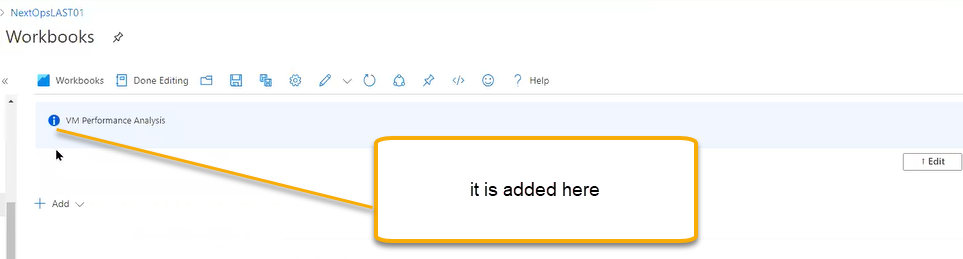 NextOpsLAST01
Workbooks
Workbooks Done Editing Help
VM Performance Analysis
it is added here
↑ Edit
Add